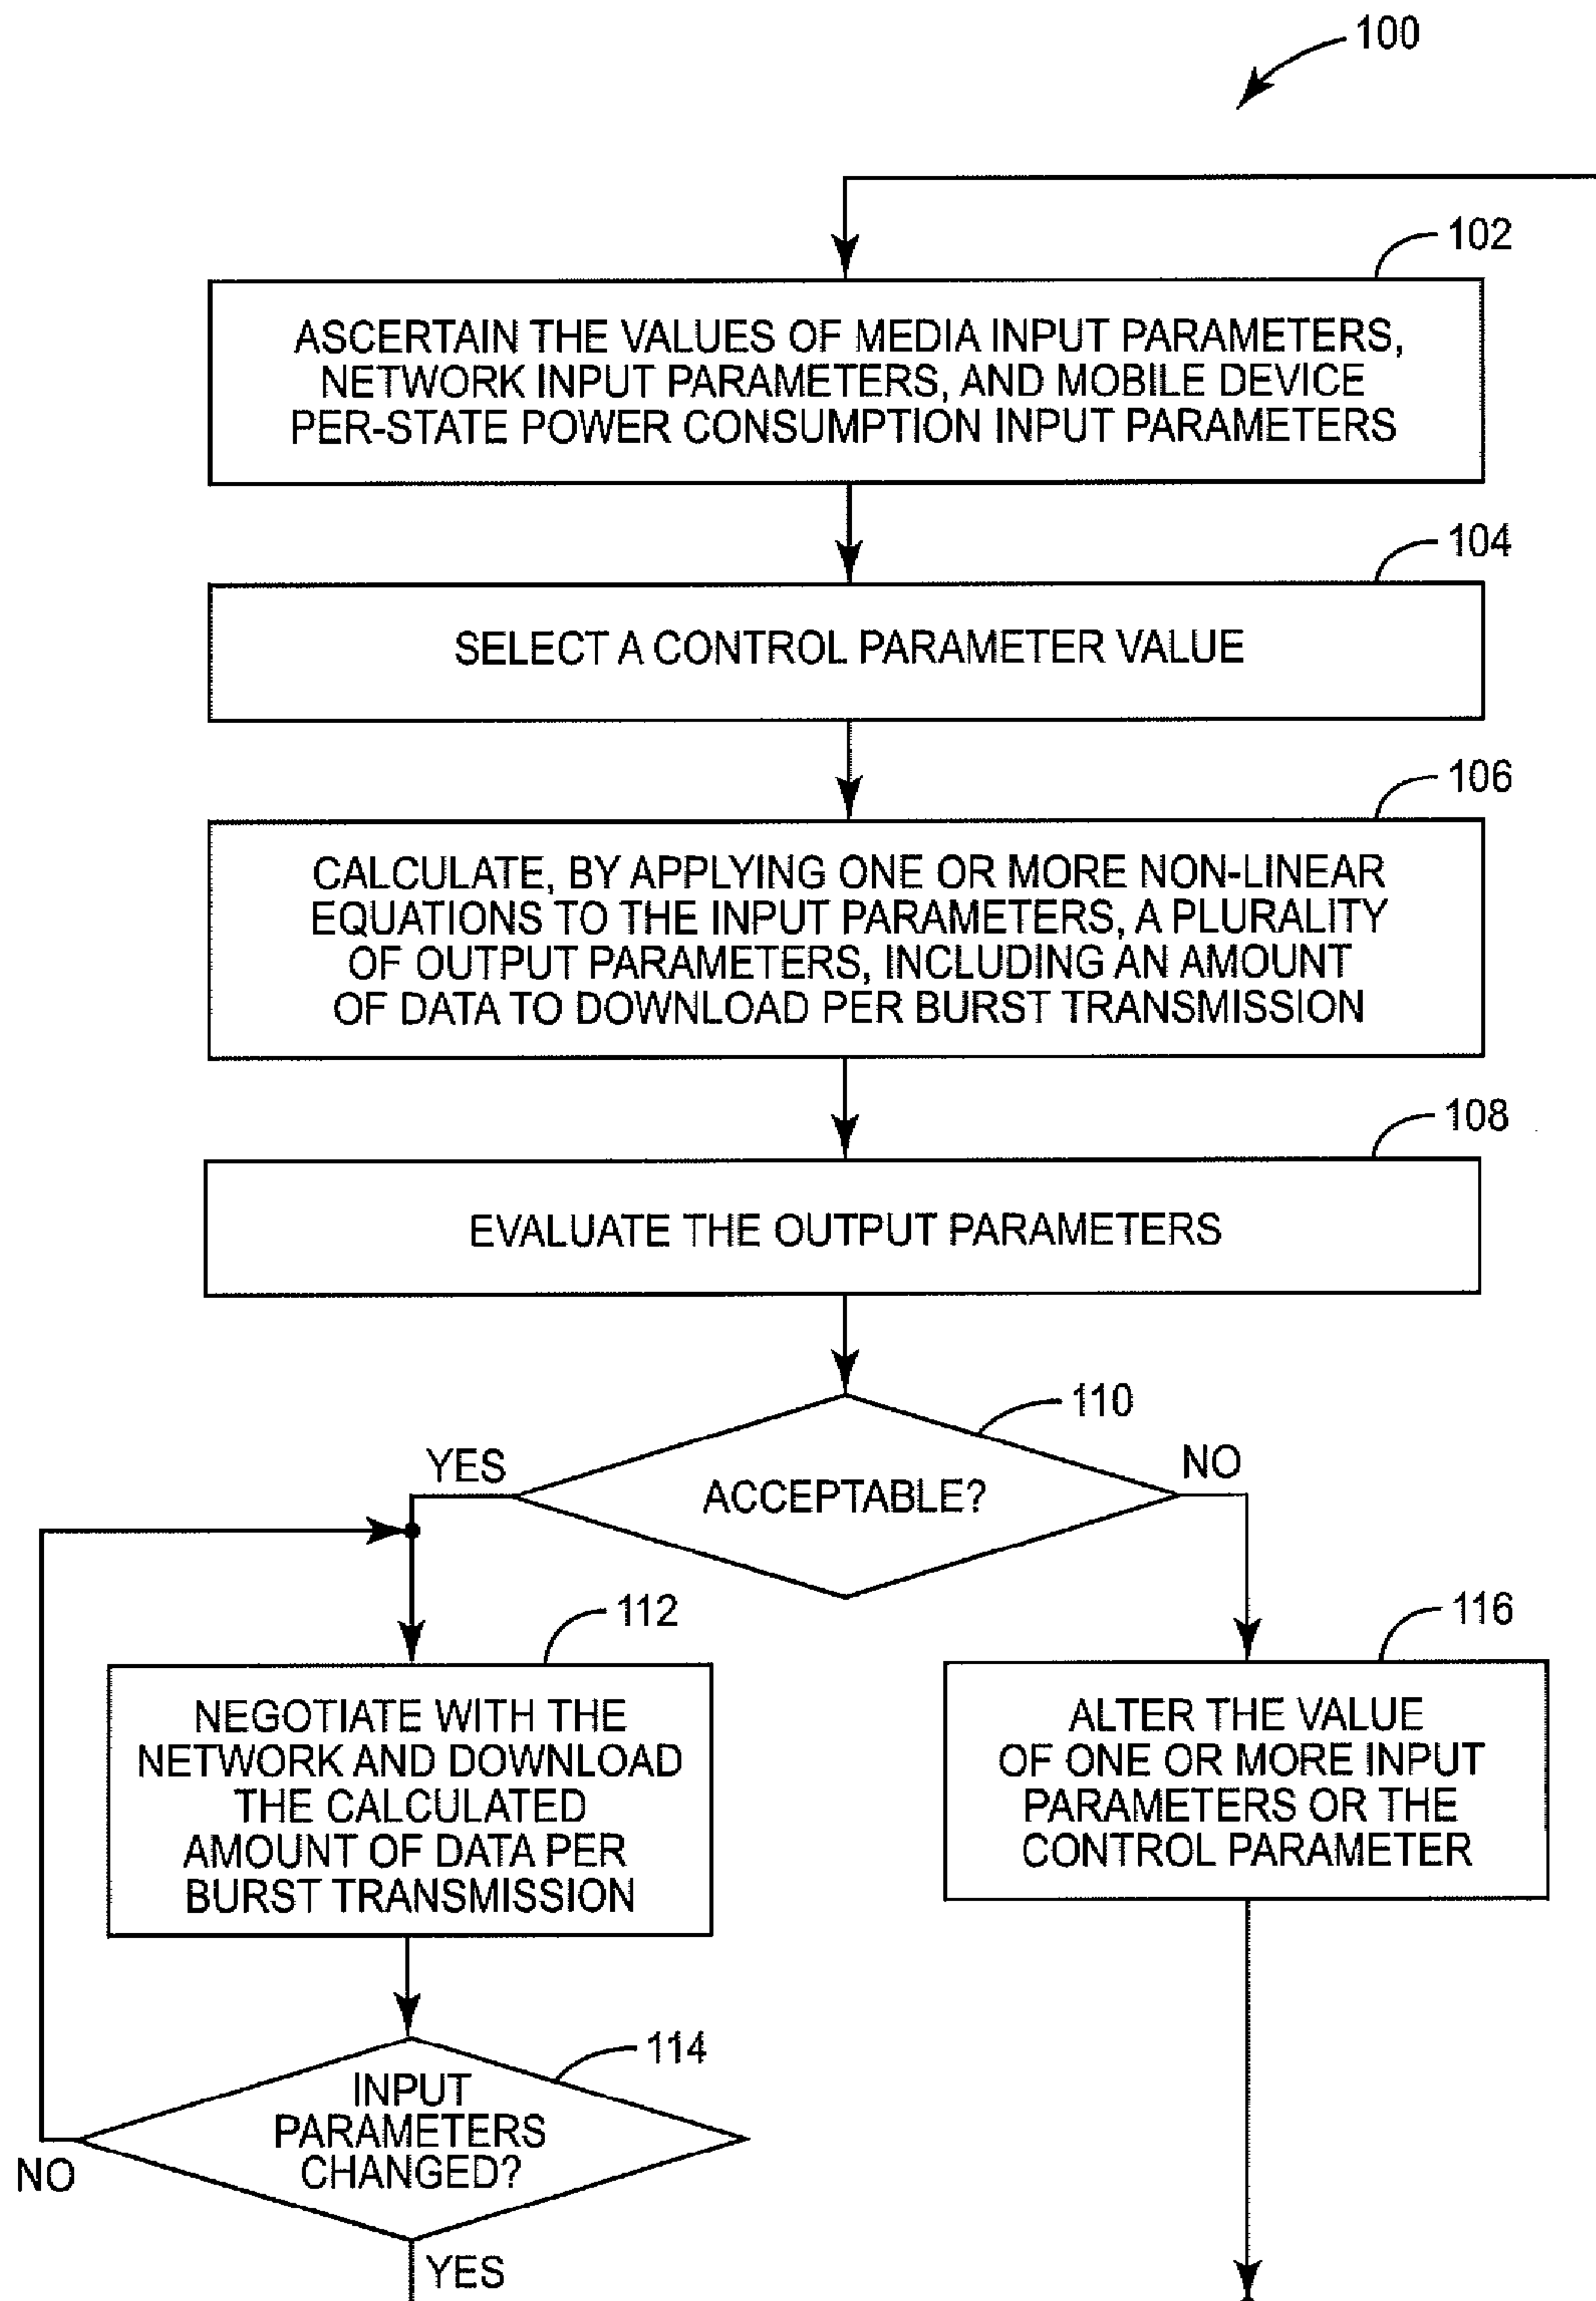 100
102
ASCERTAIN THE VALUES OF MEDIA INPUT PARAMETERS,
NETWORK INPUT PARAMETERS, AND MOBILE DEVICE
PER-STATE POWER CONSUMPTION INPUT PARAMETERS
104
SELECT A CONTROL PARAMETER VALUE
106
CALCULATE, BY APPLYING ONE OR MORE NON-LINEAR
EQUATIONS TO THE INPUT PARAMETERS, A PLURALITY
OF OUTPUT PARAMETERS, INCLUDING AN AMOUNT
OF DATA TO DOWNLOAD PER BURST TRANSMISSION
108
EVALUATE THE OUTPUT PARAMETERS
110
YES
ACCEPTABLE?
NO
112
NEGOTIATE WITH THE
NETWORK AND DOWNLOAD
THE CALCULATED
AMOUNT OF DATA PER
BURST TRANSMISSION
116
ALTER THE VALUE
OF ONE OR MORE INPUT
PARAMETERS OR THE
CONTROL PARAMETER
114
INPUT
PARAMETERS
CHANGED?
NO
YES